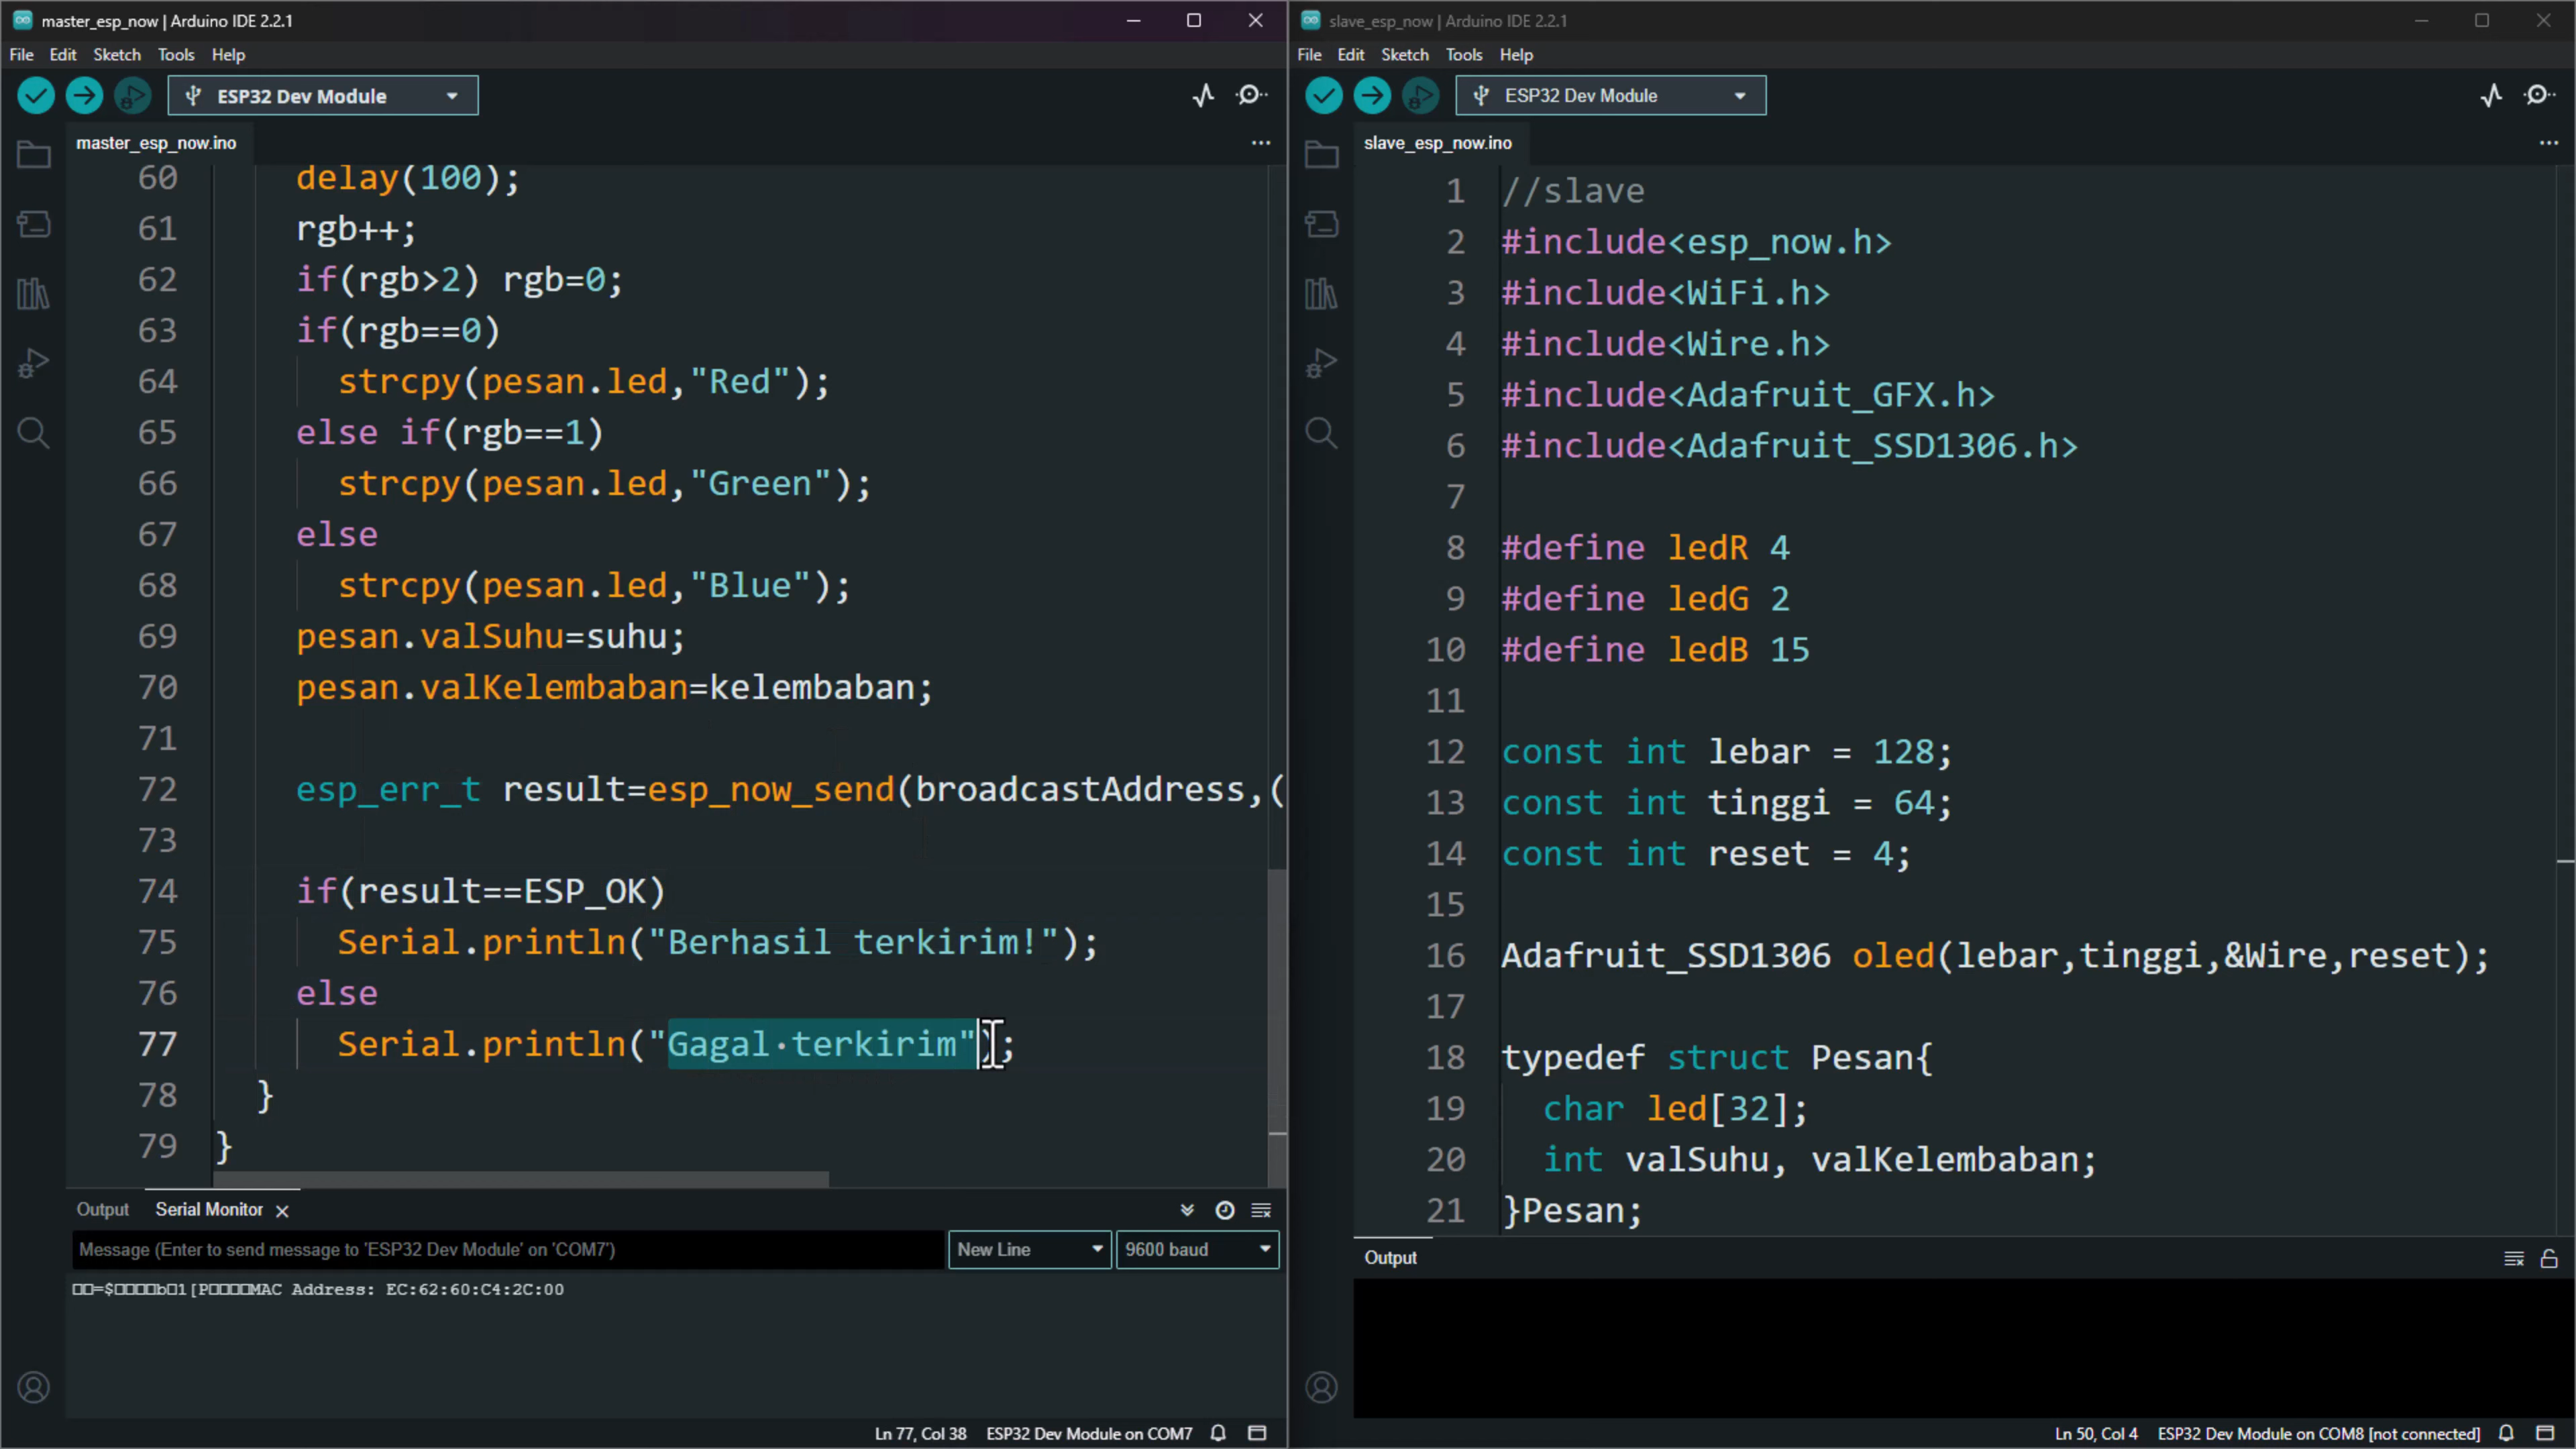 master_esp_now | Arduino IDE 2.2.1
File Edit Sketch Tools Help
ESP32 Dev Module
master_esp_now.ino
60 delay(100);
61 rgb++;
62 if(rgb>2) rgb=0;
63 if(rgb==0)
64 strcpy(pesan.led,"Red");
65 else if(rgb==1)
66 strcpy(pesan.led,"Green");
67 else
68 strcpy(pesan.led,"Blue");
69 pesan.valSuhu=suhu;
70 pesan.valKelembaban=kelembaban;
71
72 esp_err_t result=esp_now_send(broadcastAddress,(
73
74 if(result==ESP_OK)
75 Serial.println("Berhasil terkirim!");
76 else
77 Serial.println("Gagal·terkirim");
78 }
79 }
Output Serial Monitor
Message (Enter to send message to 'ESP32 Dev Module' on 'COM7')
New Line
9600 baud
□□=$□□□□b□1[P□□□□MAC Address: EC:62:60:C4:2C:00
Ln 77, Col 38 ESP32 Dev Module on COM7
slave_esp_now | Arduino IDE 2.2.1
File Edit Sketch Tools Help
ESP32 Dev Module
slave_esp_now.ino
1 //slave
2 #include<esp_now.h>
3 #include<WiFi.h>
4 #include<Wire.h>
5 #include<Adafruit_GFX.h>
6 #include<Adafruit_SSD1306.h>
7
8 #define ledR 4
9 #define ledG 2
10 #define ledB 15
11
12 const int lebar = 128;
13 const int tinggi = 64;
14 const int reset = 4;
15
16 Adafruit_SSD1306 oled(lebar,tinggi,&Wire,reset);
17
18 typedef struct Pesan{
19 char led[32];
20 int valSuhu, valKelembaban;
21 }Pesan;
Output
Ln 50, Col 4 ESP32 Dev Module on COM8 [not connected]